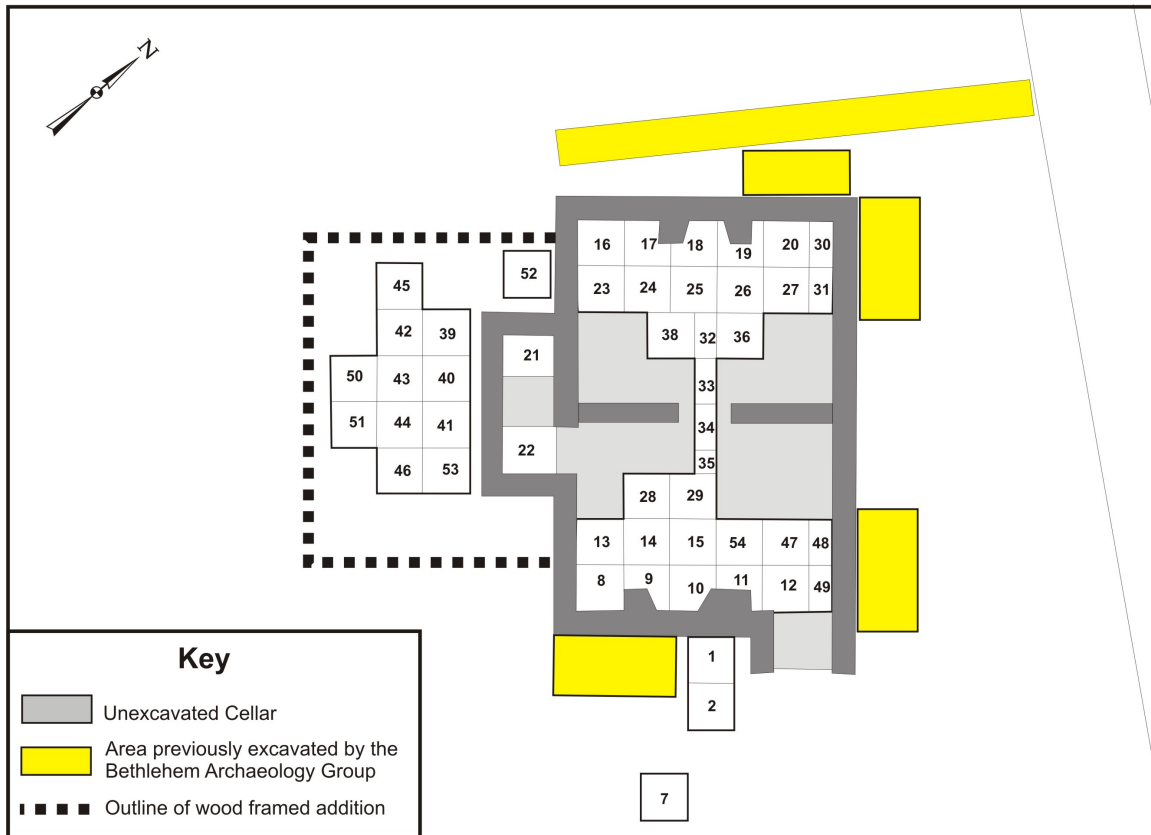 N
16 17 18 19 20 30
52
23 24 25 26 27 31
45
42 39 38 32 36
21
50 43 40 33
51 44 41 34
22 35
46 53
28 29
13 14 15 54 47 48
8 9 10 11 12 49
1
2
7
Key
Unexcavated Cellar
Area previously excavated by the
Bethlehem Archaeology Group
Outline of wood framed addition